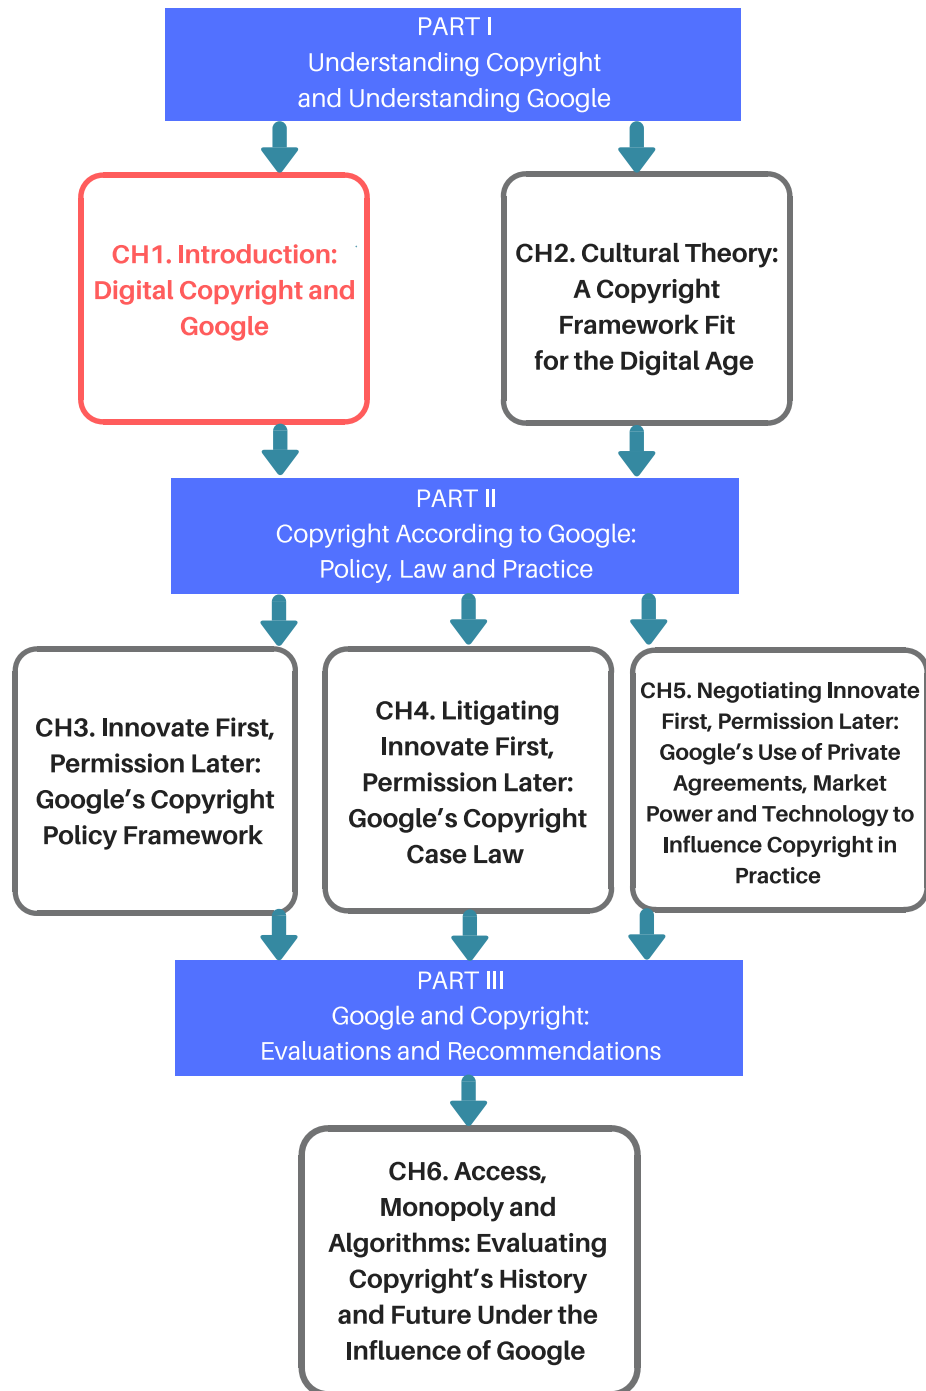 PART I
Understanding Copyright
and Understanding Google
CH1. Introduction:
Digital Copyright and
Google
CH2. Cultural Theory:
A Copyright
Framework Fit
for the Digital Age
PART II
Copyright According to Google:
Policy, Law and Practice
CH3. Innovate First,
Permission Later:
Google’s Copyright
Policy Framework
CH4. Litigating
Innovate First,
Permission Later:
Google’s Copyright
Case Law
CH5. Negotiating Innovate
First, Permission Later:
Google’s Use of Private
Agreements, Market
Power and Technology to
Influence Copyright in
Practice
PART III
Google and Copyright:
Evaluations and Recommendations
CH6. Access,
Monopoly and
Algorithms: Evaluating
Copyright’s History
and Future Under the
Influence of Google